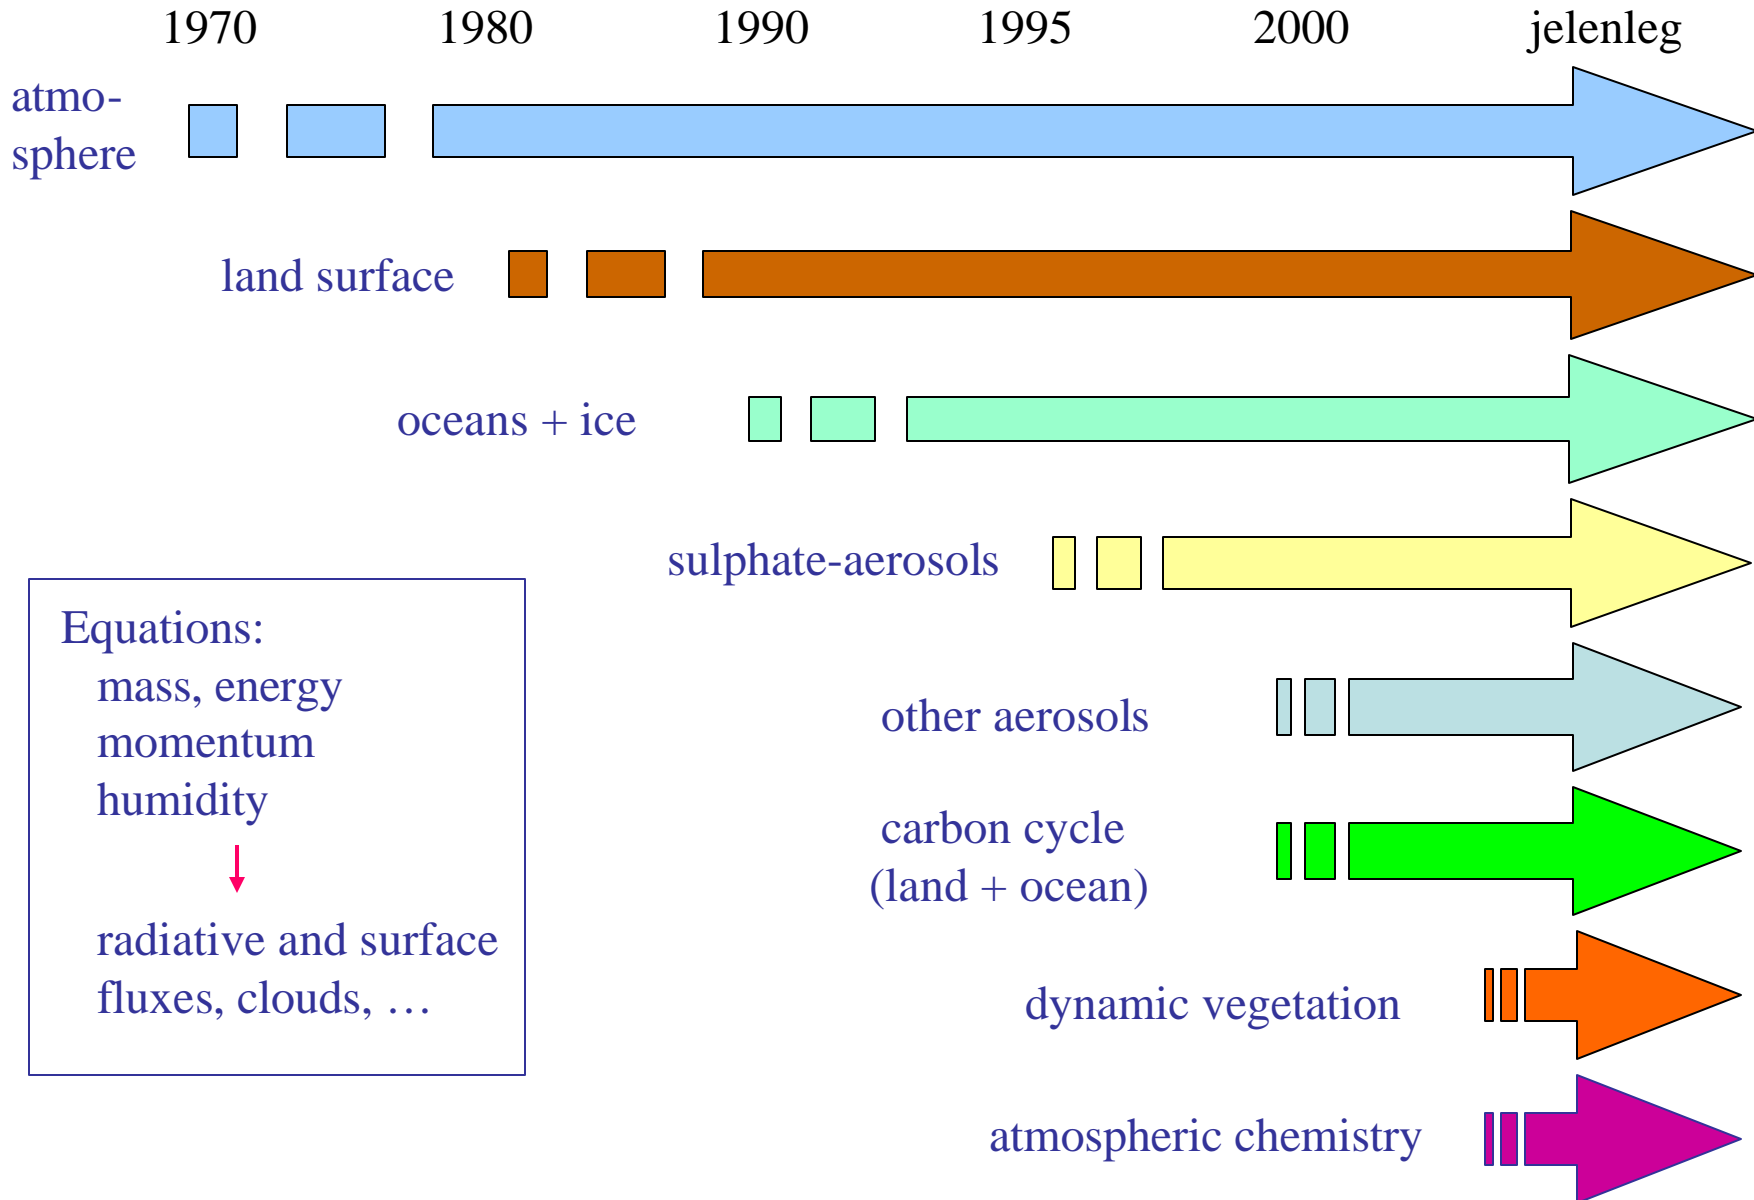 1970 1980 1990 1995 2000 jelenleg
atmo-
sphere
land surface
oceans + ice
sulphate-aerosols
Equations:
mass, energy
momentum
humidity
radiative and surface
fluxes, clouds, …
other aerosols
carbon cycle
(land + ocean)
dynamic vegetation
atmospheric chemistry